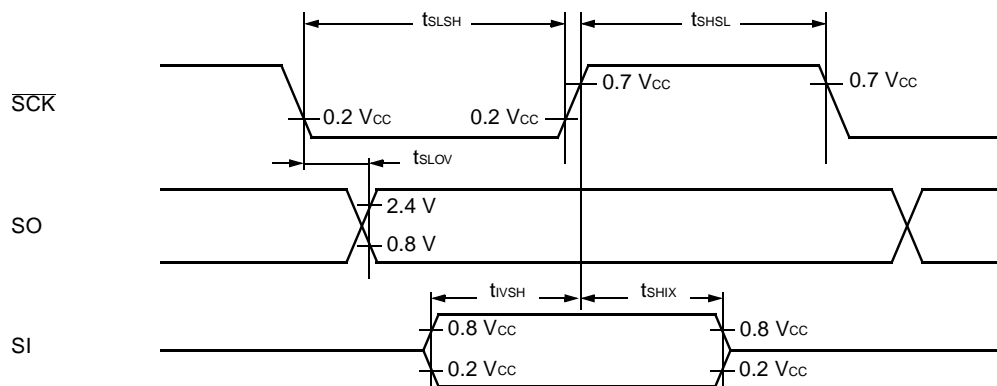 tSLSH tSHSL
SCK 0.7 VCC 0.7 VCC
0.2 VCC 0.2 VCC
tSLOV
SO 2.4 V
0.8 V
tIVSH tSHIX
0.8 VCC 0.8 VCC
SI
0.2 VCC 0.2 VCC